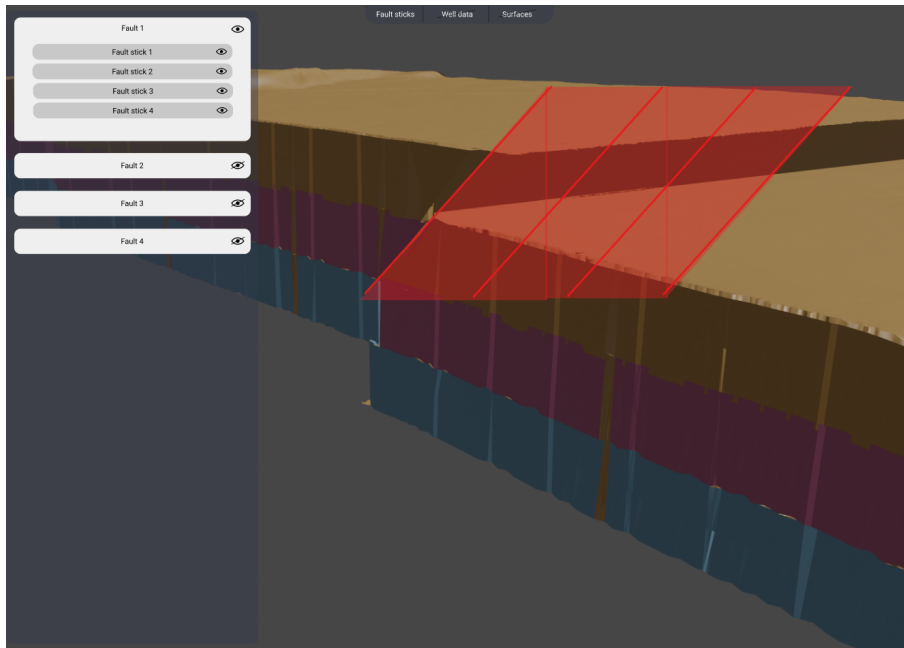 Fault sticks
Well data
Surfaces
Fault 1
Fault stick 1
Fault stick 2
Fault stick 3
Fault stick 4
Fault 2
Fault 3
Fault 4